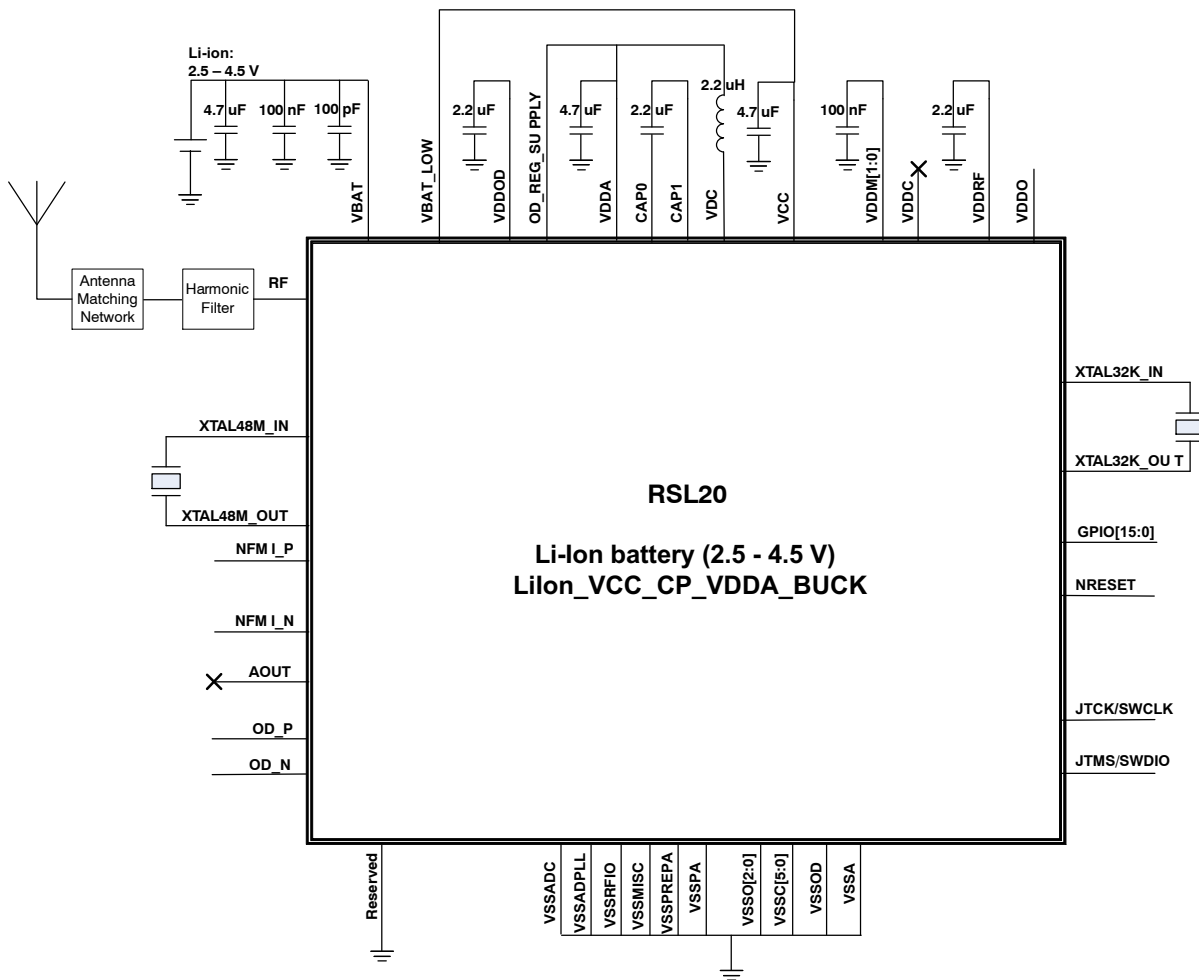 Li-ion:
2.5 – 4.5 V
4.7 uF
100 nF
100 pF
2.2 uF
4.7 uF
2.2 uF
2.2 uH
4.7 uF
100 nF
2.2 uF
VBAT
VBAT_LOW
VDDOD
OD_REG_SU PPLY
VDDA
CAP0
CAP1
VDC
VCC
VDDM[1:0]
VDDC
VDDRF
VDDO
Antenna
Matching
Network
Harmonic
Filter
RF
XTAL48M_IN
XTAL48M_OUT
NFM I_P
NFM I_N
AOUT
OD_P
OD_N
RSL20
Li-Ion battery (2.5 - 4.5 V)
LiIon_VCC_CP_VDDA_BUCK
XTAL32K_IN
XTAL32K_OU T
GPIO[15:0]
NRESET
JTCK/SWCLK
JTMS/SWDIO
Reserved
VSSADC
VSSADPLL
VSSRFIO
VSSMISC
VSSPREPA
VSSPA
VSSO[2:0]
VSSC[5:0]
VSSOD
VSSA